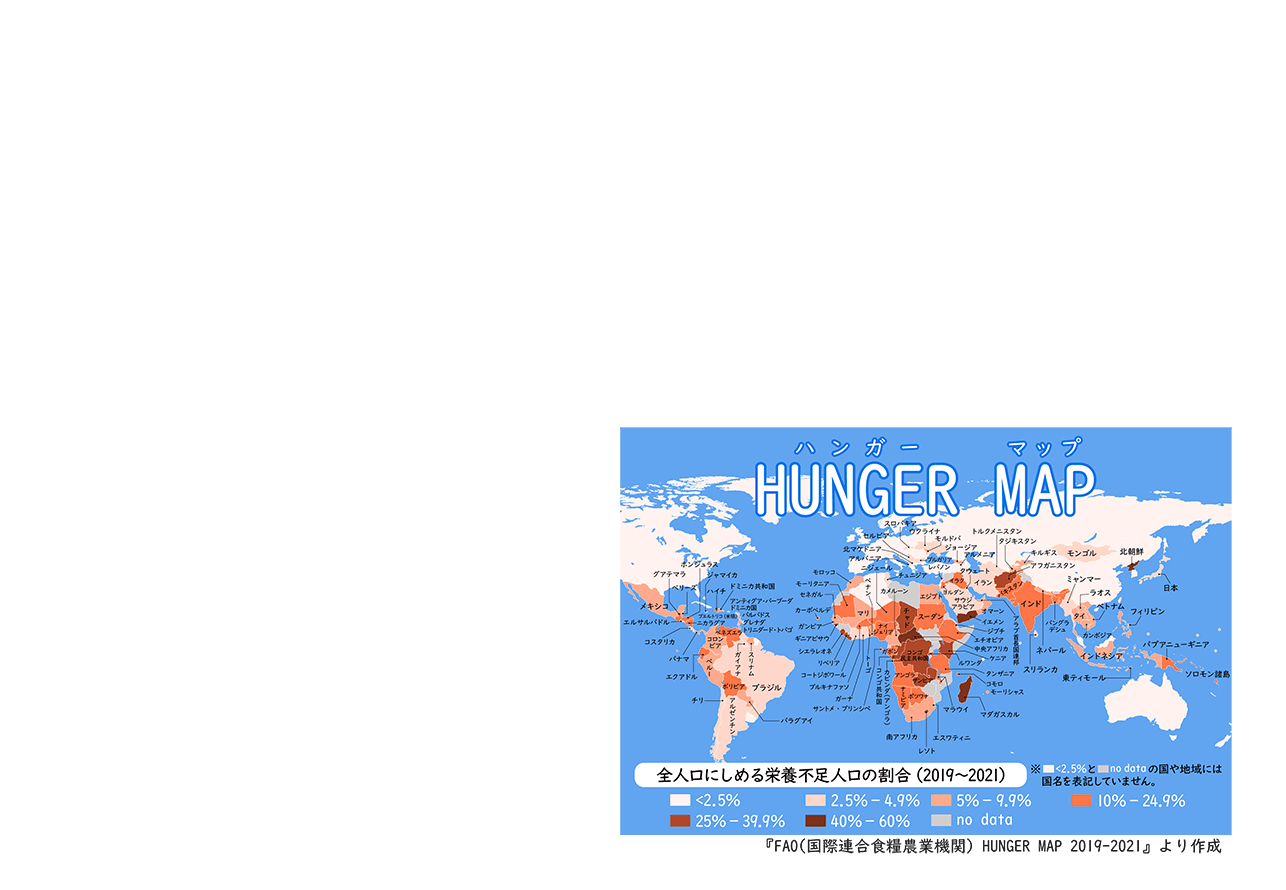 ハンガー マップ
HUNGER MAP
スロバキア
ウクライナ
トルクメニスタン
セルビア
モルドバ
タジキスタン
北マケドニア
ジョージア
キルギス
モンゴル
北朝鮮
アルバニア
ブルガリア
アルメニア
アフガニスタン
ニジェール
レバノン
クウェート
ホンジュラス
モロッコ
チュニジア
イラク
イラン
ミャンマー
日本
グアテマラ
ジャマイカ
モーリタニア
ベナン
カメルーン
エジプト
ヨルダン
パキスタン
ラオス
ベリーズ
ハイチ
ドミニカ共和国
セネガル
サウジアラビア
インド
ベトナム
メキシコ
アンティグア・バーブーダ
ドミニカ国
カーボベルデ
マリ
チャド
スーダン
オマーン
フィリピン
エルサルバドル
ニカラグア
プエルトリコ(米領)
バルバドス
グレナダ
ガンビア
ナイジェリア
イエメン
アラブ首長国連邦
バングラデシュ
タイ
トリニダード・トバゴ
ギニアビサウ
ジブチ
カンボジア
コスタリカ
ベネズエラ
コロンビア
シエラレオネ
エチオピア
中央アフリカ
ネパール
パプアニューギニア
パナマ
ペルー
ガイアナ
スリナム
リベリア
トーゴ
ガボン
コンゴ民主共和国
ケニア
ルワンダ
スリランカ
インドネシア
エクアドル
コートジボワール
コンゴ共和国
カビンダ(アンゴラ)
アンゴラ
ザンビア
タンザニア
東ティモール
ソロモン諸島
ボリビア
ブラジル
ブルキナファソ
コモロ
チリ
アルゼンチン
ガーナ
ナミビア
ボツワナ
モーリシャス
サントメ・プリンシペ
マラウイ
マダガスカル
パラグアイ
南アフリカ
エスワティニ
レソト
全人口にしめる栄養不足人口の割合(2019〜2021)
※ <2.5%と no dataの国や地域には
国名を表記していません。
<2.5% 2.5%−4.9% 5%−9.9% 10%−24.9%
25%−39.9% 40%−60% no data
『FAO(国際連合食糧農業機関) HUNGER MAP 2019-2021』より作成